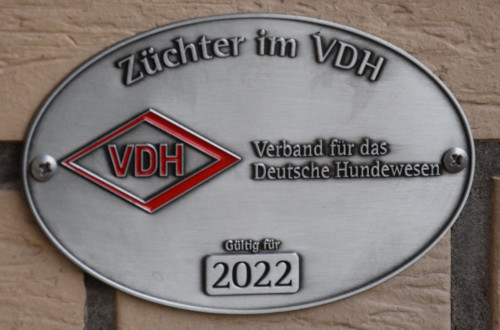 Züchter im VDH
VDH
Verband für das
Deutsche Hundewesen
Gültig für
2022